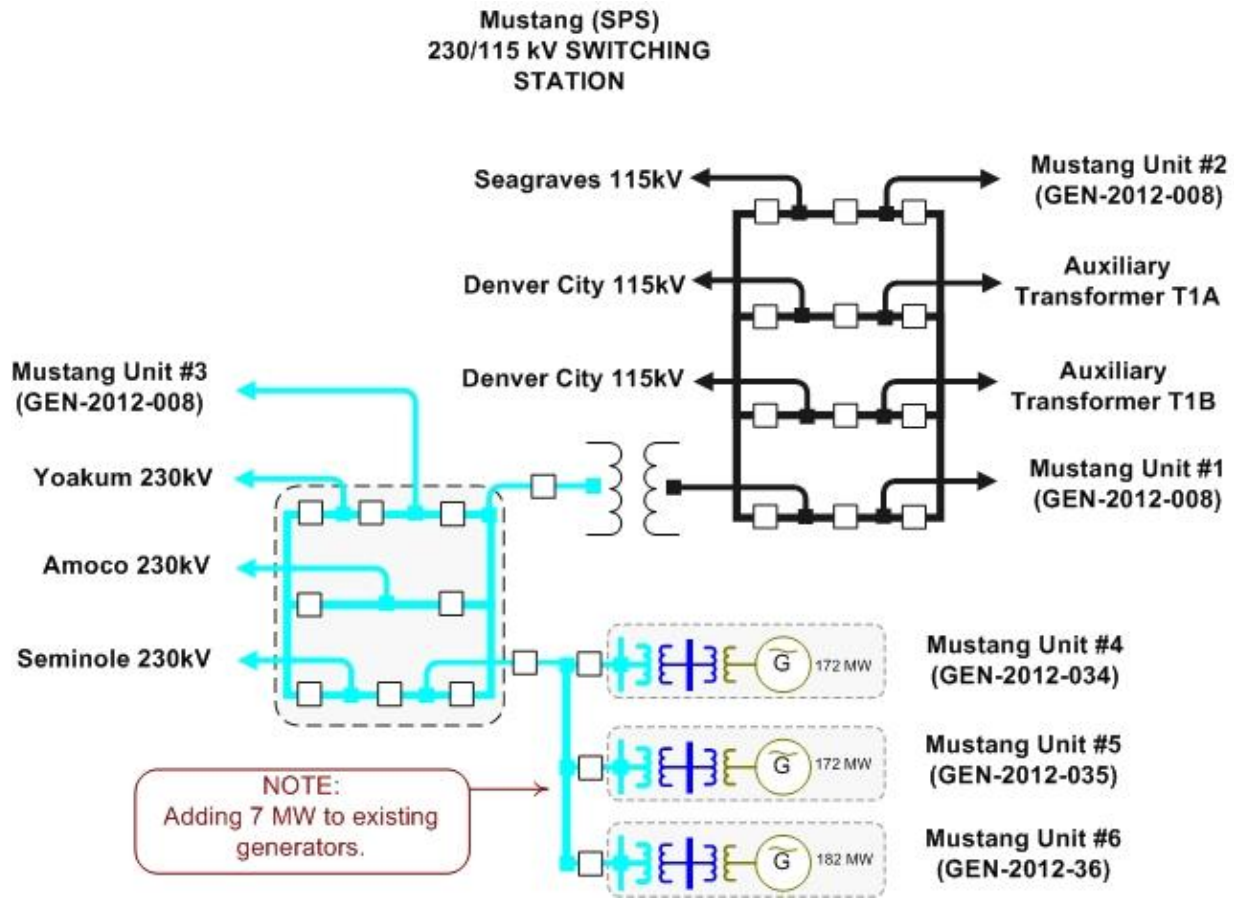 Mustang (SPS)
230/115 kV SWITCHING
STATION
Seagraves 115kV
Mustang Unit #2
(GEN-2012-008)
Denver City 115kV
Auxiliary
Transformer T1A
Mustang Unit #3
(GEN-2012-008)
Denver City 115kV
Auxiliary
Transformer T1B
Yoakum 230kV
Mustang Unit #1
(GEN-2012-008)
Amoco 230kV
Seminole 230kV
G
172 MW
Mustang Unit #4
(GEN-2012-034)
G
172 MW
Mustang Unit #5
(GEN-2012-035)
NOTE:
Adding 7 MW to existing
generators.
G
182 MW
Mustang Unit #6
(GEN-2012-36)